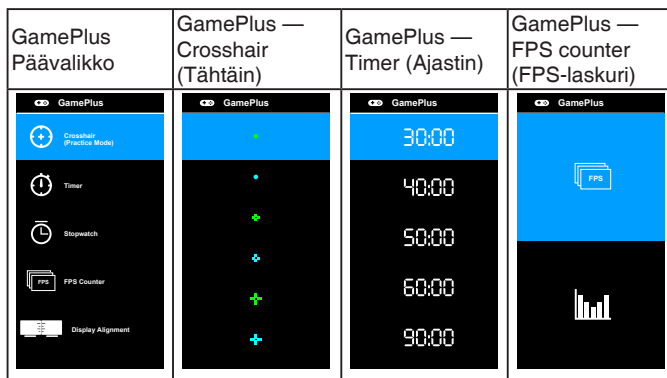 GamePlus
Päävalikko
GamePlus —
Crosshair
(Tähtäin)
GamePlus —
Timer (Ajastin)
GamePlus —
FPS counter
(FPS-laskuri)
GamePlus
Crosshair
(Practice Mode)
Timer
Stopwatch
FPS
FPS Counter
Display Alignment
GamePlus
GamePlus
30:00
40:00
50:00
60:00
90:00
GamePlus
FPS